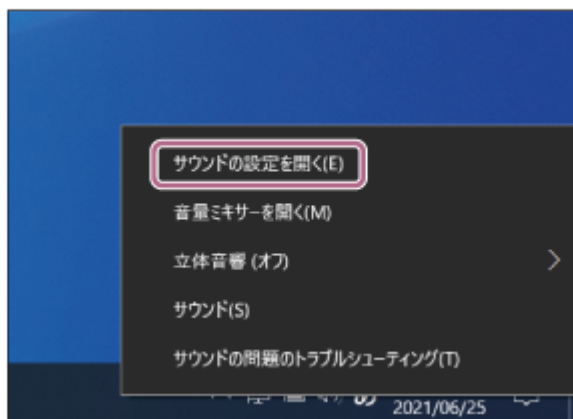 サウンドの設定を開く(E)
音量ミキサーを開く(M)
立体音響 (オフ)
サウンド(S)
サウンドの問題のトラブルシューティング(T)
2021/06/25